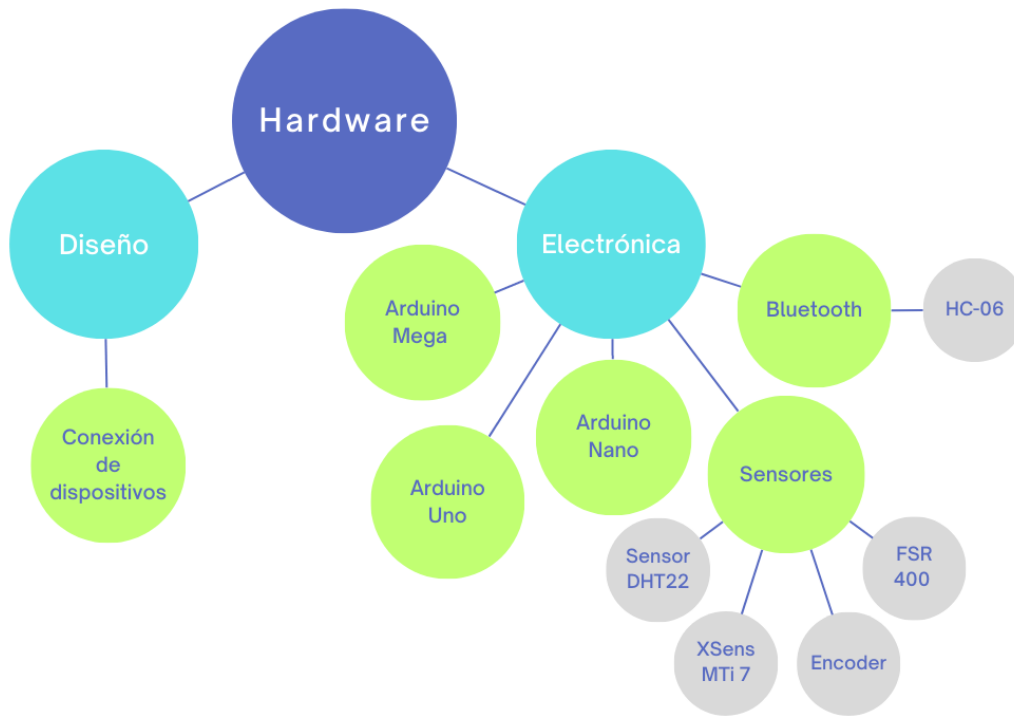 Hardware
Diseño
Electrónica
Arduino
Mega
Bluetooth
HC-06
Conexión
de
dispositivos
Arduino
Uno
Arduino
Nano
Sensores
Sensor
DHT22
XSens
MTi 7
Encoder
FSR
400